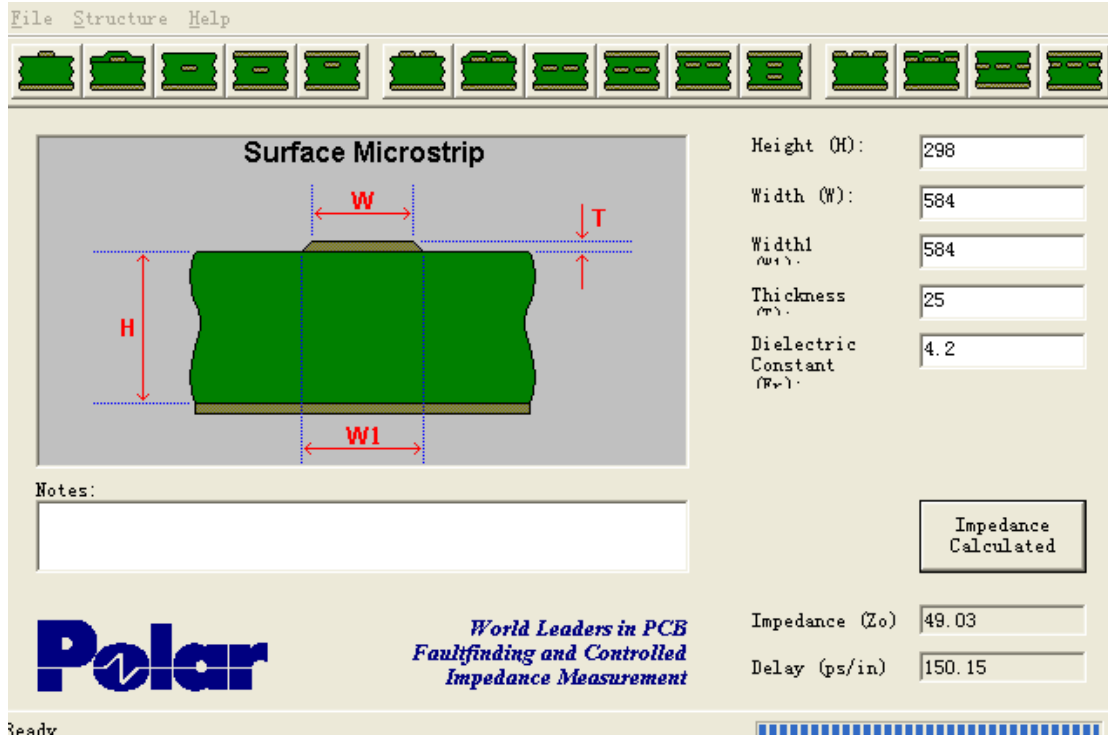 File Structure Help
Surface Microstrip
W
T
H
W1
Height (H): 298
Width (W): 584
Width1 (W1): 584
Thickness (T): 25
Dielectric Constant (Er): 4.2
Notes:
Impedance
Calculated
Polar
World Leaders in PCB
Faultfinding and Controlled
Impedance Measurement
Impedance (Zo) 49.03
Delay (ps/in) 150.15
Ready